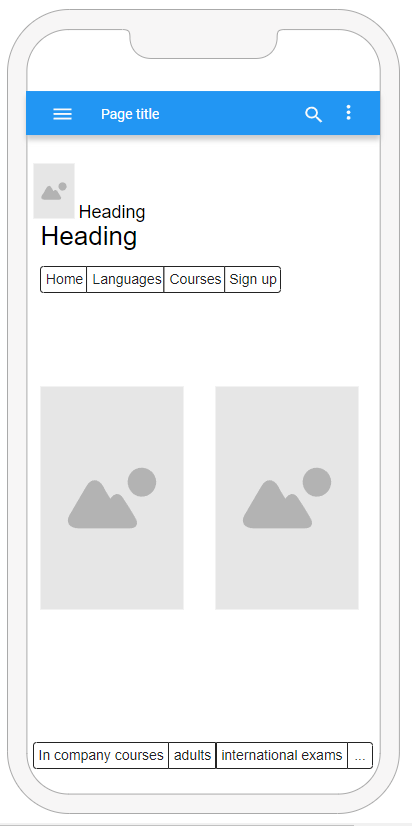 Page title
Heading
Heading
Home Languages Courses Sign up
In company courses adults international exams ...